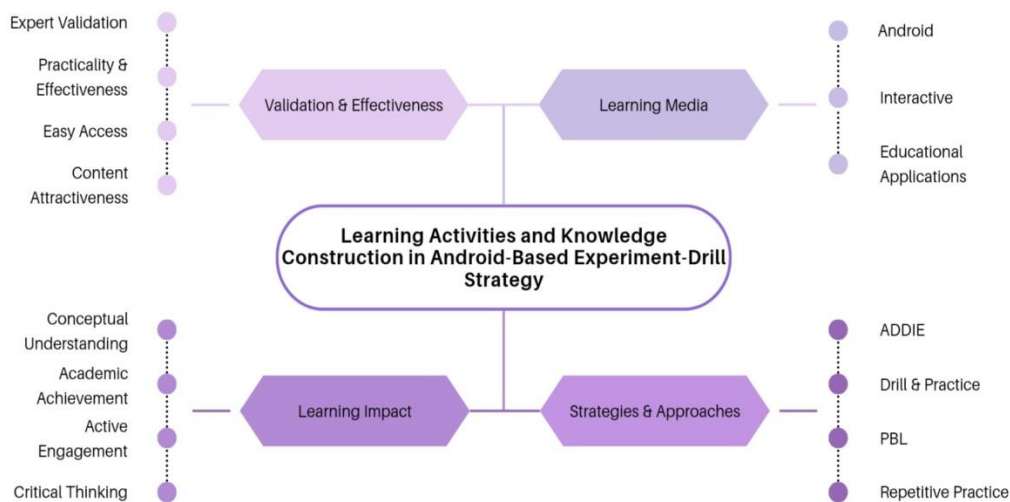 Expert Validation
Practicality &
Effectiveness
Easy Access
Content
Attractiveness
Validation & Effectiveness
Learning Media
Android
Interactive
Educational
Applications
Learning Activities and Knowledge
Construction in Android-Based Experiment-Drill
Strategy
Conceptual
Understanding
Academic
Achievement
Active
Engagement
Critical Thinking
Learning Impact
Strategies & Approaches
ADDIE
Drill & Practice
PBL
Repetitive Practice